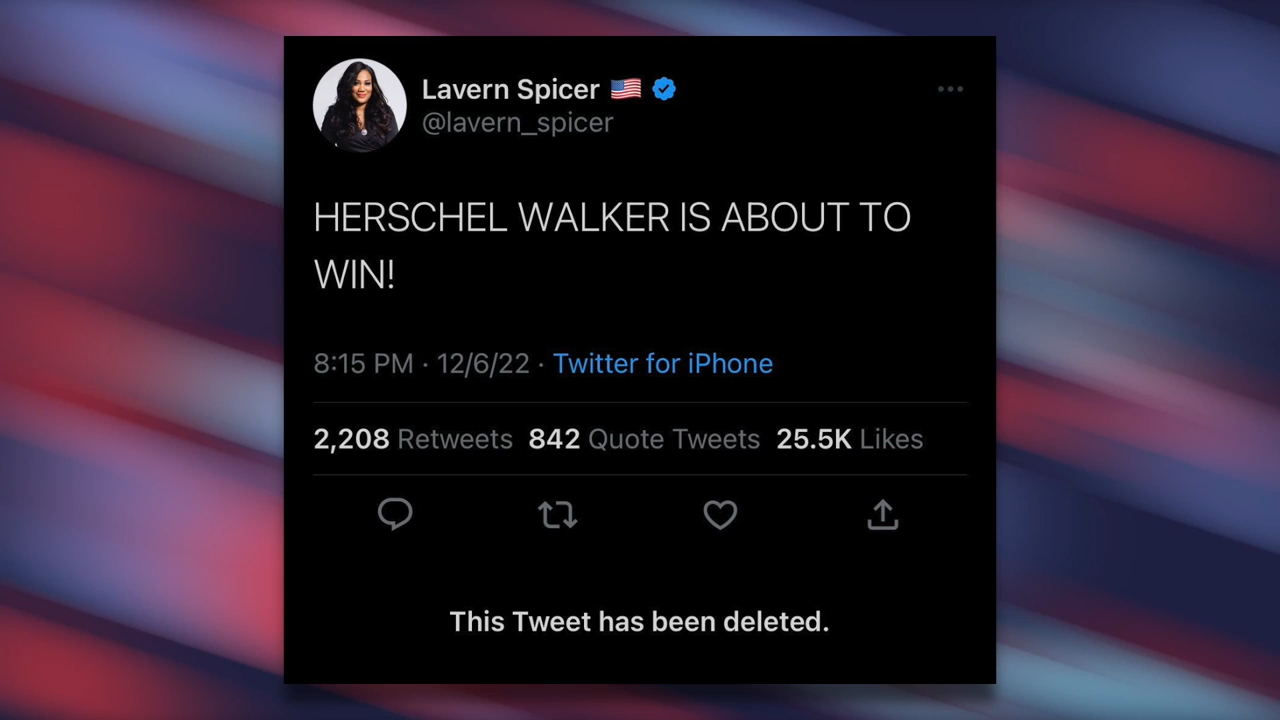 Lavern Spicer 🇺🇸
@lavern_spicer
HERSCHEL WALKER IS ABOUT TO
WIN!
8:15 PM · 12/6/22 · Twitter for iPhone
2,208 Retweets 842 Quote Tweets 25.5K Likes
This Tweet has been deleted.